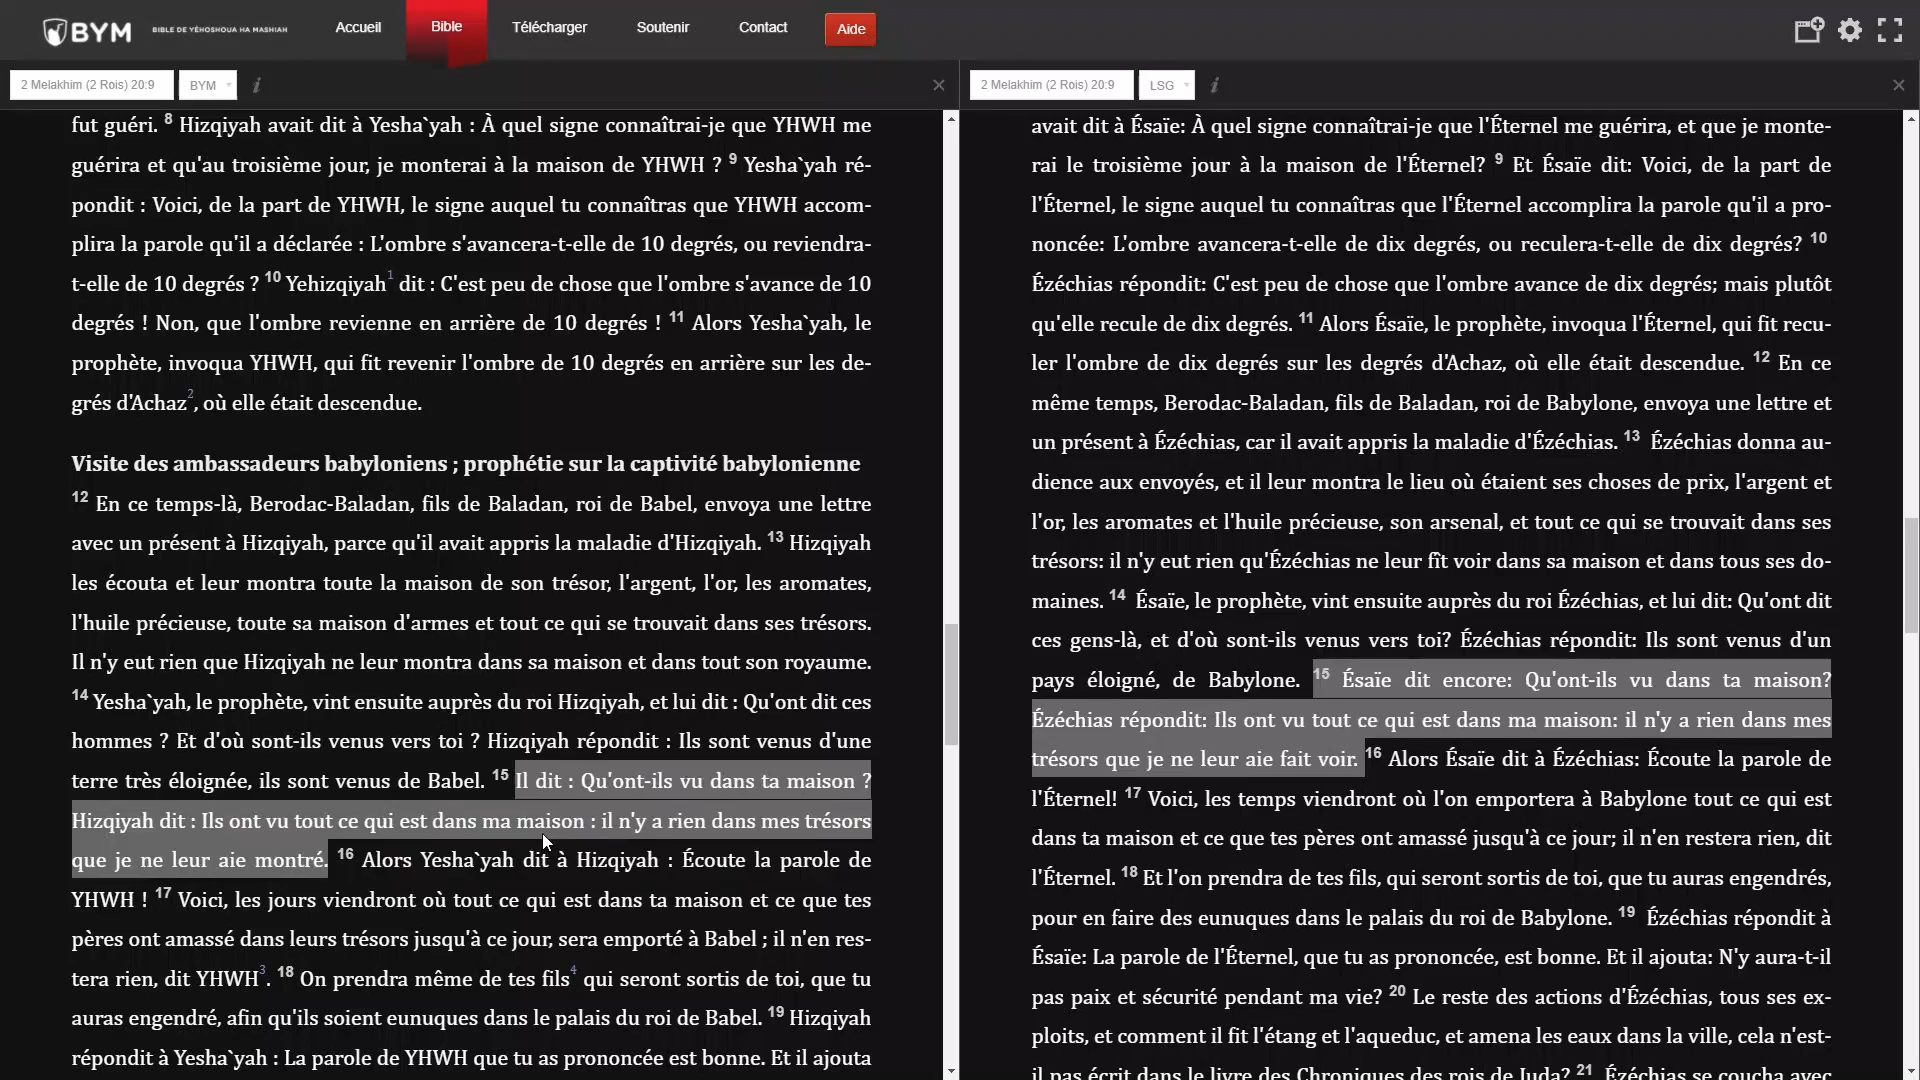 BYM BIBLE DE YÉHOSHOUA HA MASHIAH Accueil Bible Télécharger Soutenir Contact Aide
2 Melakhim (2 Rois) 20:9 BYM i
fut guéri. 8 Hizqiyah avait dit à Yesha`yah : À quel signe connaîtrai-je que YHWH me
guérira et qu'au troisième jour, je monterai à la maison de YHWH ? 9 Yesha`yah ré-
pondit : Voici, de la part de YHWH, le signe auquel tu connaîtras que YHWH accom-
plira la parole qu'il a déclarée : L'ombre s'avancera-t-elle de 10 degrés, ou reviendra-
t-elle de 10 degrés ? 10 Yehizqiyah1 dit : C'est peu de chose que l'ombre s'avance de 10
degrés ! Non, que l'ombre revienne en arrière de 10 degrés ! 11 Alors Yesha`yah, le
prophète, invoqua YHWH, qui fit revenir l'ombre de 10 degrés en arrière sur les de-
grés d'Achaz2, où elle était descendue.
Visite des ambassadeurs babyloniens ; prophétie sur la captivité babylonienne
12 En ce temps-là, Berodac-Baladan, fils de Baladan, roi de Babel, envoya une lettre
avec un présent à Hizqiyah, parce qu'il avait appris la maladie d'Hizqiyah. 13 Hizqiyah
les écouta et leur montra toute la maison de son trésor, l'argent, l'or, les aromates,
l'huile précieuse, toute sa maison d'armes et tout ce qui se trouvait dans ses trésors.
Il n'y eut rien que Hizqiyah ne leur montra dans sa maison et dans tout son royaume.
14 Yesha`yah, le prophète, vint ensuite auprès du roi Hizqiyah, et lui dit : Qu'ont dit ces
hommes ? Et d'où sont-ils venus vers toi ? Hizqiyah répondit : Ils sont venus d'une
terre très éloignée, ils sont venus de Babel. 15 Il dit : Qu'ont-ils vu dans ta maison ?
Hizqiyah dit : Ils ont vu tout ce qui est dans ma maison : il n'y a rien dans mes trésors
que je ne leur aie montré. 16 Alors Yesha`yah dit à Hizqiyah : Écoute la parole de
YHWH ! 17 Voici, les jours viendront où tout ce qui est dans ta maison et ce que tes
pères ont amassé dans leurs trésors jusqu'à ce jour, sera emporté à Babel ; il n'en res-
tera rien, dit YHWH3. 18 On prendra même de tes fils4 qui seront sortis de toi, que tu
auras engendré, afin qu'ils soient eunuques dans le palais du roi de Babel. 19 Hizqiyah
répondit à Yesha`yah : La parole de YHWH que tu as prononcée est bonne. Et il ajouta
2 Melakhim (2 Rois) 20:9 LSG i
avait dit à Ésaïe: À quel signe connaîtrai-je que l'Éternel me guérira, et que je monte-
rai le troisième jour à la maison de l'Éternel? 9 Et Ésaïe dit: Voici, de la part de
l'Éternel, le signe auquel tu connaîtras que l'Éternel accomplira la parole qu'il a pro-
noncée: L'ombre avancera-t-elle de dix degrés, ou reculera-t-elle de dix degrés? 10
Ézéchias répondit: C'est peu de chose que l'ombre avance de dix degrés; mais plutôt
qu'elle recule de dix degrés. 11 Alors Ésaïe, le prophète, invoqua l'Éternel, qui fit recu-
ler l'ombre de dix degrés sur les degrés d'Achaz, où elle était descendue. 12 En ce
même temps, Berodac-Baladan, fils de Baladan, roi de Babylone, envoya une lettre et
un présent à Ézéchias, car il avait appris la maladie d'Ézéchias. 13 Ézéchias donna au-
dience aux envoyés, et il leur montra le lieu où étaient ses choses de prix, l'argent et
l'or, les aromates et l'huile précieuse, son arsenal, et tout ce qui se trouvait dans ses
trésors: il n'y eut rien qu'Ézéchias ne leur fît voir dans sa maison et dans tous ses do-
maines. 14 Ésaïe, le prophète, vint ensuite auprès du roi Ézéchias, et lui dit: Qu'ont dit
ces gens-là, et d'où sont-ils venus vers toi? Ézéchias répondit: Ils sont venus d'un
pays éloigné, de Babylone. 15 Ésaïe dit encore: Qu'ont-ils vu dans ta maison?
Ézéchias répondit: Ils ont vu tout ce qui est dans ma maison: il n'y a rien dans mes
trésors que je ne leur aie fait voir. 16 Alors Ésaïe dit à Ézéchias: Écoute la parole de
l'Éternel! 17 Voici, les temps viendront où l'on emportera à Babylone tout ce qui est
dans ta maison et ce que tes pères ont amassé jusqu'à ce jour; il n'en restera rien, dit
l'Éternel. 18 Et l'on prendra de tes fils, qui seront sortis de toi, que tu auras engendrés,
pour en faire des eunuques dans le palais du roi de Babylone. 19 Ézéchias répondit à
Ésaïe: La parole de l'Éternel, que tu as prononcée, est bonne. Et il ajouta: N'y aura-t-il
pas paix et sécurité pendant ma vie? 20 Le reste des actions d'Ézéchias, tous ses ex-
ploits, et comment il fit l'étang et l'aqueduc, et amena les eaux dans la ville, cela n'est-
il pas écrit dans le livre des Chroniques des rois de Juda? 21 Ézéchias se coucha avec